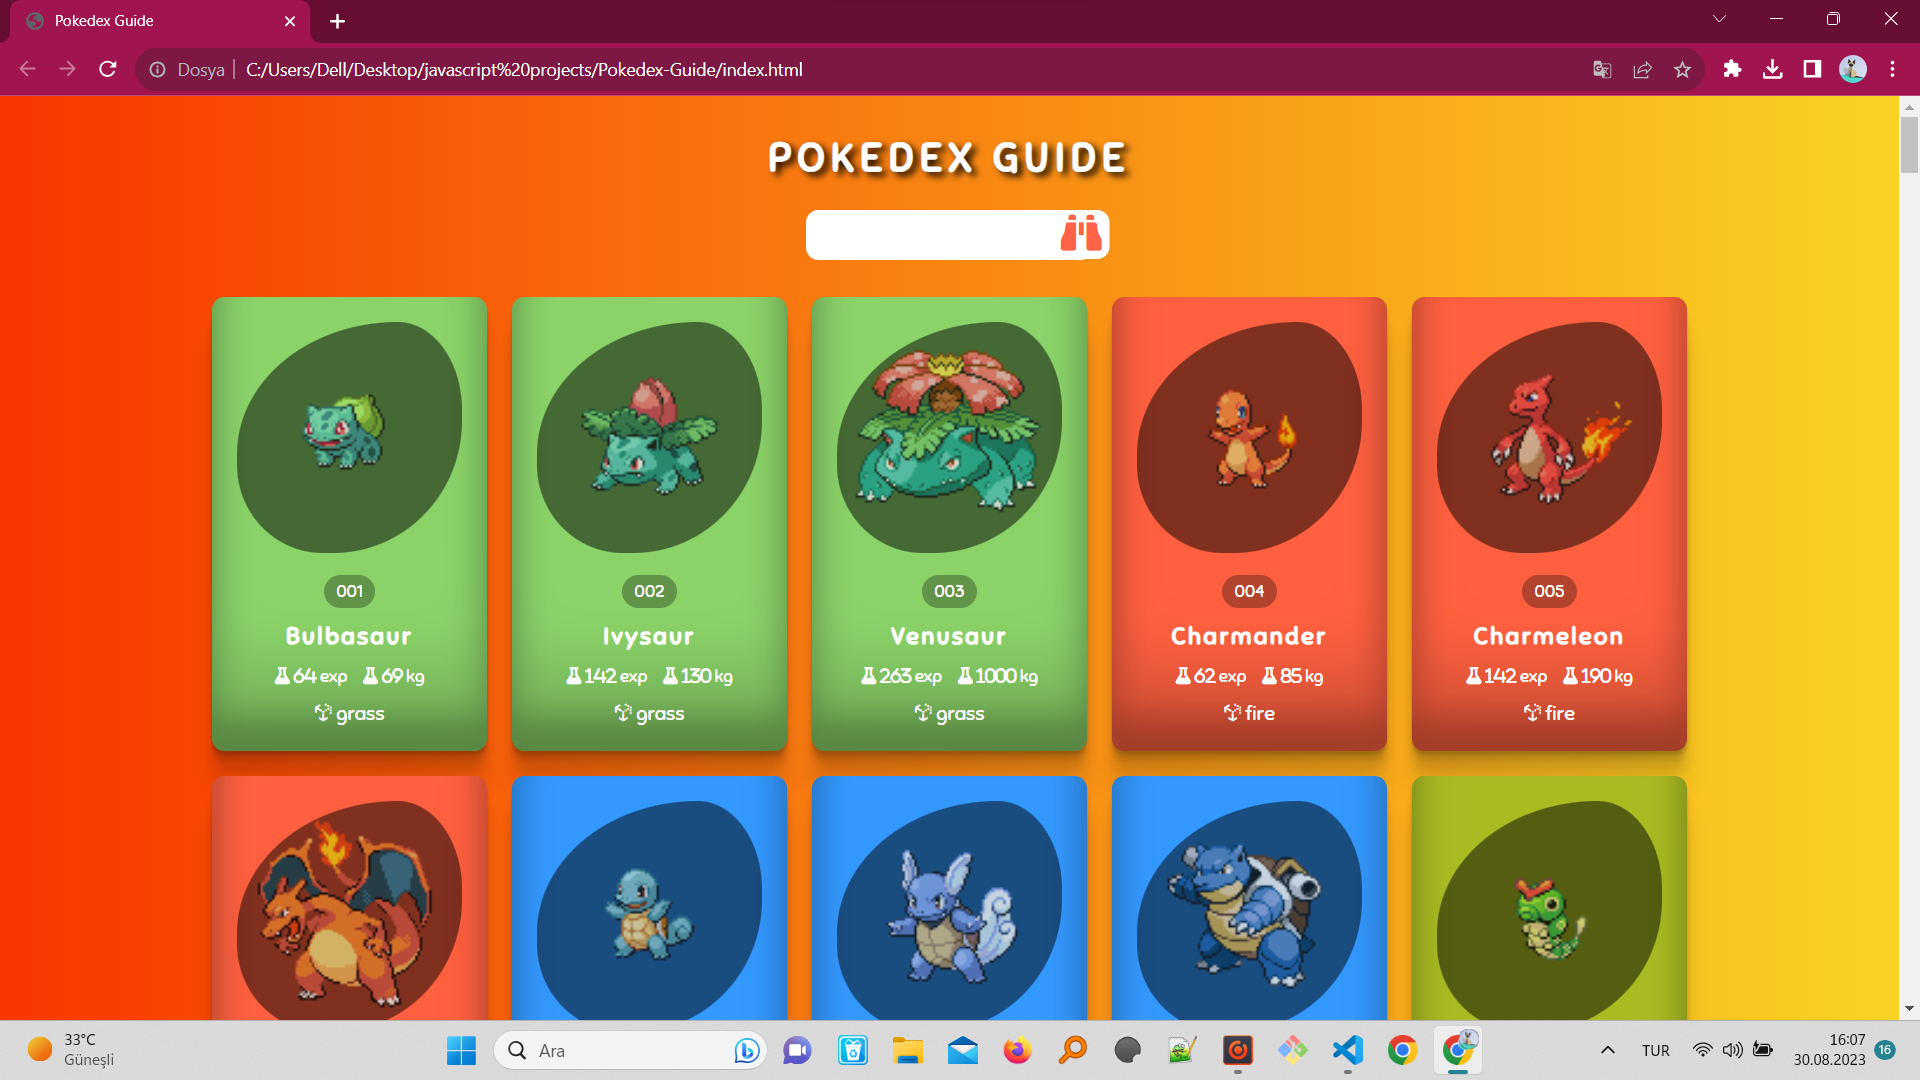 Pokedex Guide
Dosya
C:/Users/Dell/Desktop/javascript%20projects/Pokedex-Guide/index.html
POKEDEX GUIDE
001
Bulbasaur
64 exp 69 kg
grass
002
Ivysaur
142 exp 130 kg
grass
003
Venusaur
263 exp 1000 kg
grass
004
Charmander
62 exp 85 kg
fire
005
Charmeleon
142 exp 190 kg
fire
33°C
Güneşli
Ara
TUR
16:07
30.08.2023
16